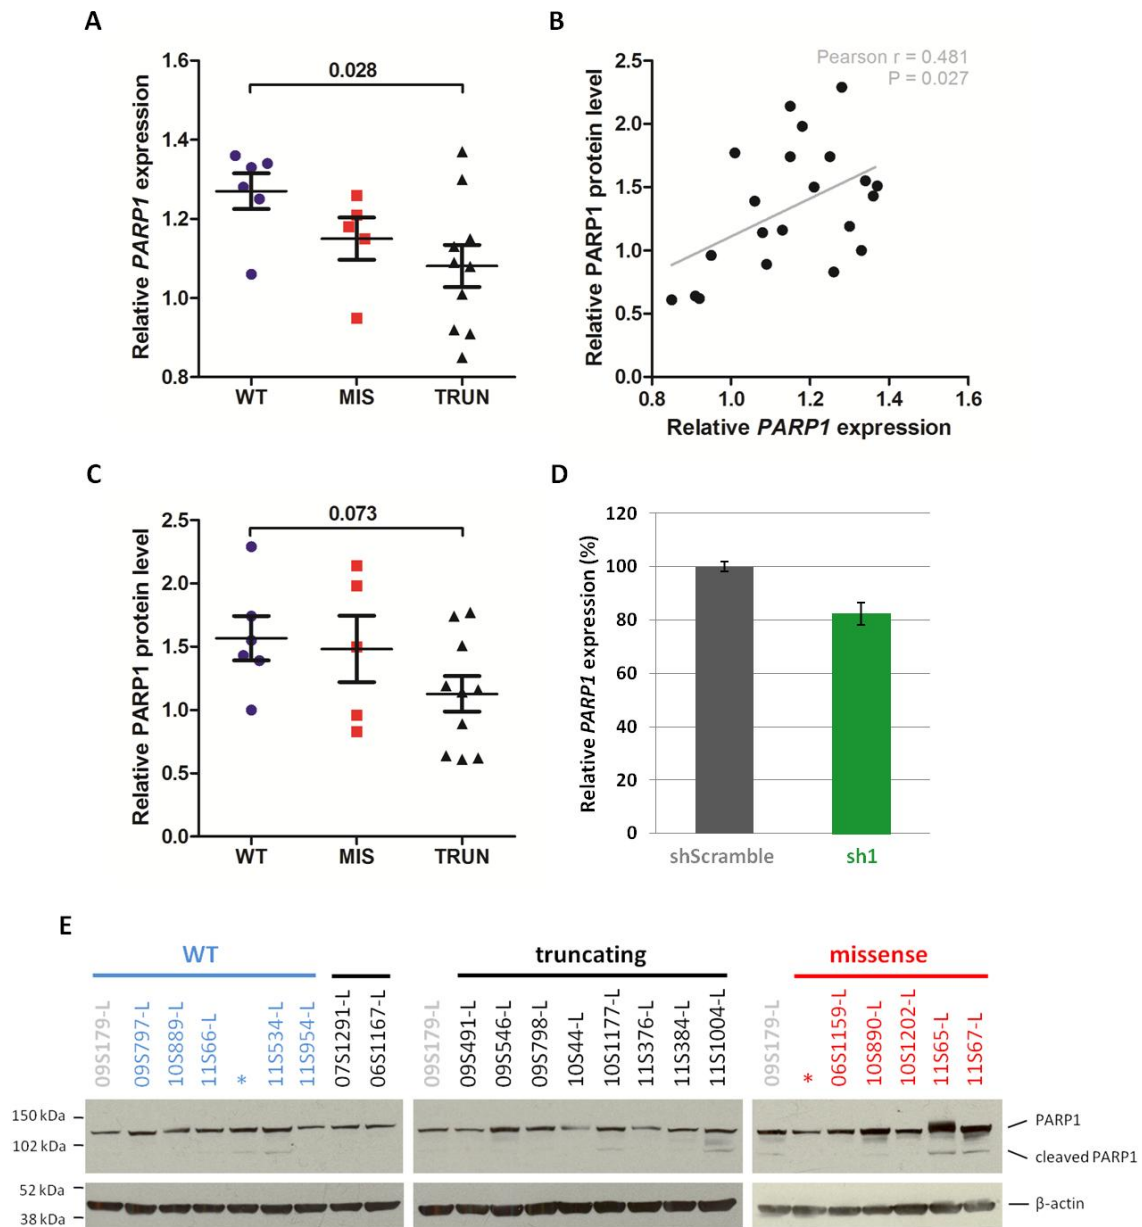 A
1.6
1.4
1.2
1.0
0.8
Relative PARP1 expression
0.028
WT MIS TRUN
B
2.5
2.0
1.5
1.0
0.5
0.0
Relative PARP1 protein level
Pearson r = 0.481
P = 0.027
0.8 1.0 1.2 1.4 1.6
Relative PARP1 expression
C
2.5
2.0
1.5
1.0
0.5
0.0
Relative PARP1 protein level
0.073
WT MIS TRUN
D
120
100
80
60
40
20
0
Relative PARP1 expression (%)
shScramble sh1
E
WT
09S179-L
09S797-L
10S889-L
11S66-L
*
11S534-L
11S954-L
07S1291-L
06S1167-L
truncating
09S179-L
09S491-L
09S546-L
09S798-L
10S44-L
10S1177-L
11S376-L
11S384-L
11S1004-L
missense
09S179-L
*
06S1159-L
10S890-L
10S1202-L
11S65-L
11S67-L
150 kDa
102 kDa
52 kDa
38 kDa
PARP1
cleaved PARP1
β-actin